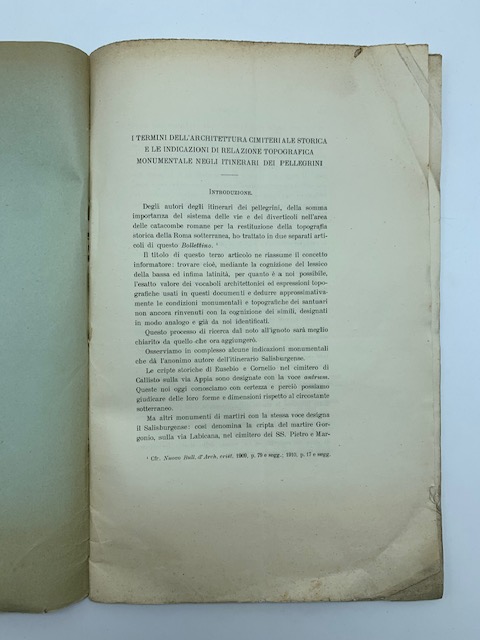 I TERMINI DELL'ARCHITETTURA CIMITERIALE STORICA
E LE INDICAZIONI DI RELAZIONE TOPOGRAFICA
MONUMENTALE NEGLI ITINERARI DEI PELLEGRINI
INTRODUZIONE.
Degli autori degli itinerari dei pellegrini, della somma
importanza del sistema delle vie e dei diverticoli nell'area
delle catacombe romane per la restituzione della topografia
storica della Roma sotterranea, ho trattato in due separati arti-
coli di questo Bollettino. ¹
Il titolo di questo terzo articolo ne riassume il concetto
informatore: trovare cioè, mediante la cognizione del lessico
della bassa ed infima latinità, per quanto è a noi possibile,
l'esatto valore dei vocaboli architettonici ed espressioni topo-
grafiche usati in questi documenti e dedurre approssimativa-
mente le condizioni monumentali e topografiche dei santuari
non ancora rinvenuti con la cognizione dei simili, designati
in modo analogo e già da noi identificati.
Questo processo di ricerca dal noto all'ignoto sarà meglio
chiarito da quello che ora aggiungerò.
Osserviamo in complesso alcune indicazioni monumentali
che dà l'anonimo autore dell'itinerario Salisburgense.
Le cripte storiche di Eusebio e Cornelio nel cimitero di
Callisto sulla via Appia sono designate con la voce antrum.
Queste noi oggi conosciamo con certezza e perciò possiamo
giudicare delle loro forme e dimensioni rispetto al circostante
sotterraneo.
Ma altri monumenti di martiri con la stessa voce designa
il Salisburgense: così denomina la cripta del martire Gor-
gonio, sulla via Labicana, nel cimitero dei SS. Pietro e Mar-
¹ Cfr. Nuovo Bull. d'Arch. crist. 1909, p. 79 e segg.; 1910, p. 17 e segg.